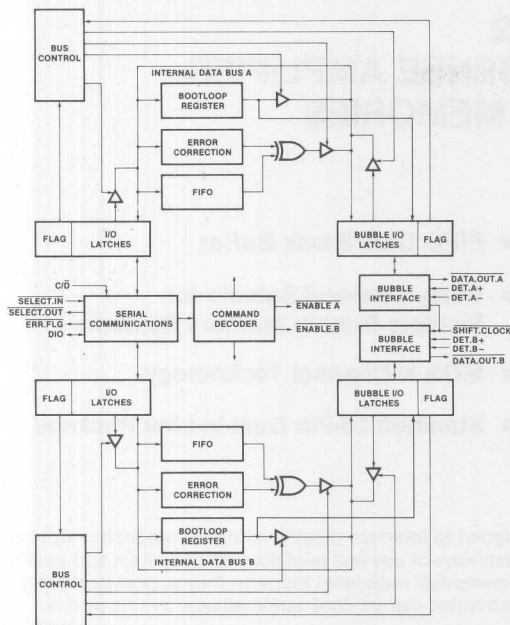 BUS
CONTROL
INTERNAL DATA BUS A
BOOTLOOP
REGISTER
ERROR
CORRECTION
FIFO
FLAG
I/O
LATCHES
BUBBLE I/O
LATCHES
FLAG
C/D
SELECT.IN
SELECT.OUT
ERR.FLG
DIO
SERIAL
COMMUNICATIONS
COMMAND
DECODER
ENABLE A
ENABLE.B
BUBBLE
INTERFACE
DATA.OUT.A
DET.A+
DET.A−
BUBBLE
INTERFACE
SHIFT.CLOCK
DET.B+
DET.B−
DATA.OUT.B
FLAG
I/O
LATCHES
BUBBLE I/O
LATCHES
FLAG
FIFO
ERROR
CORRECTION
BOOTLOOP
REGISTER
INTERNAL DATA BUS B
BUS
CONTROL